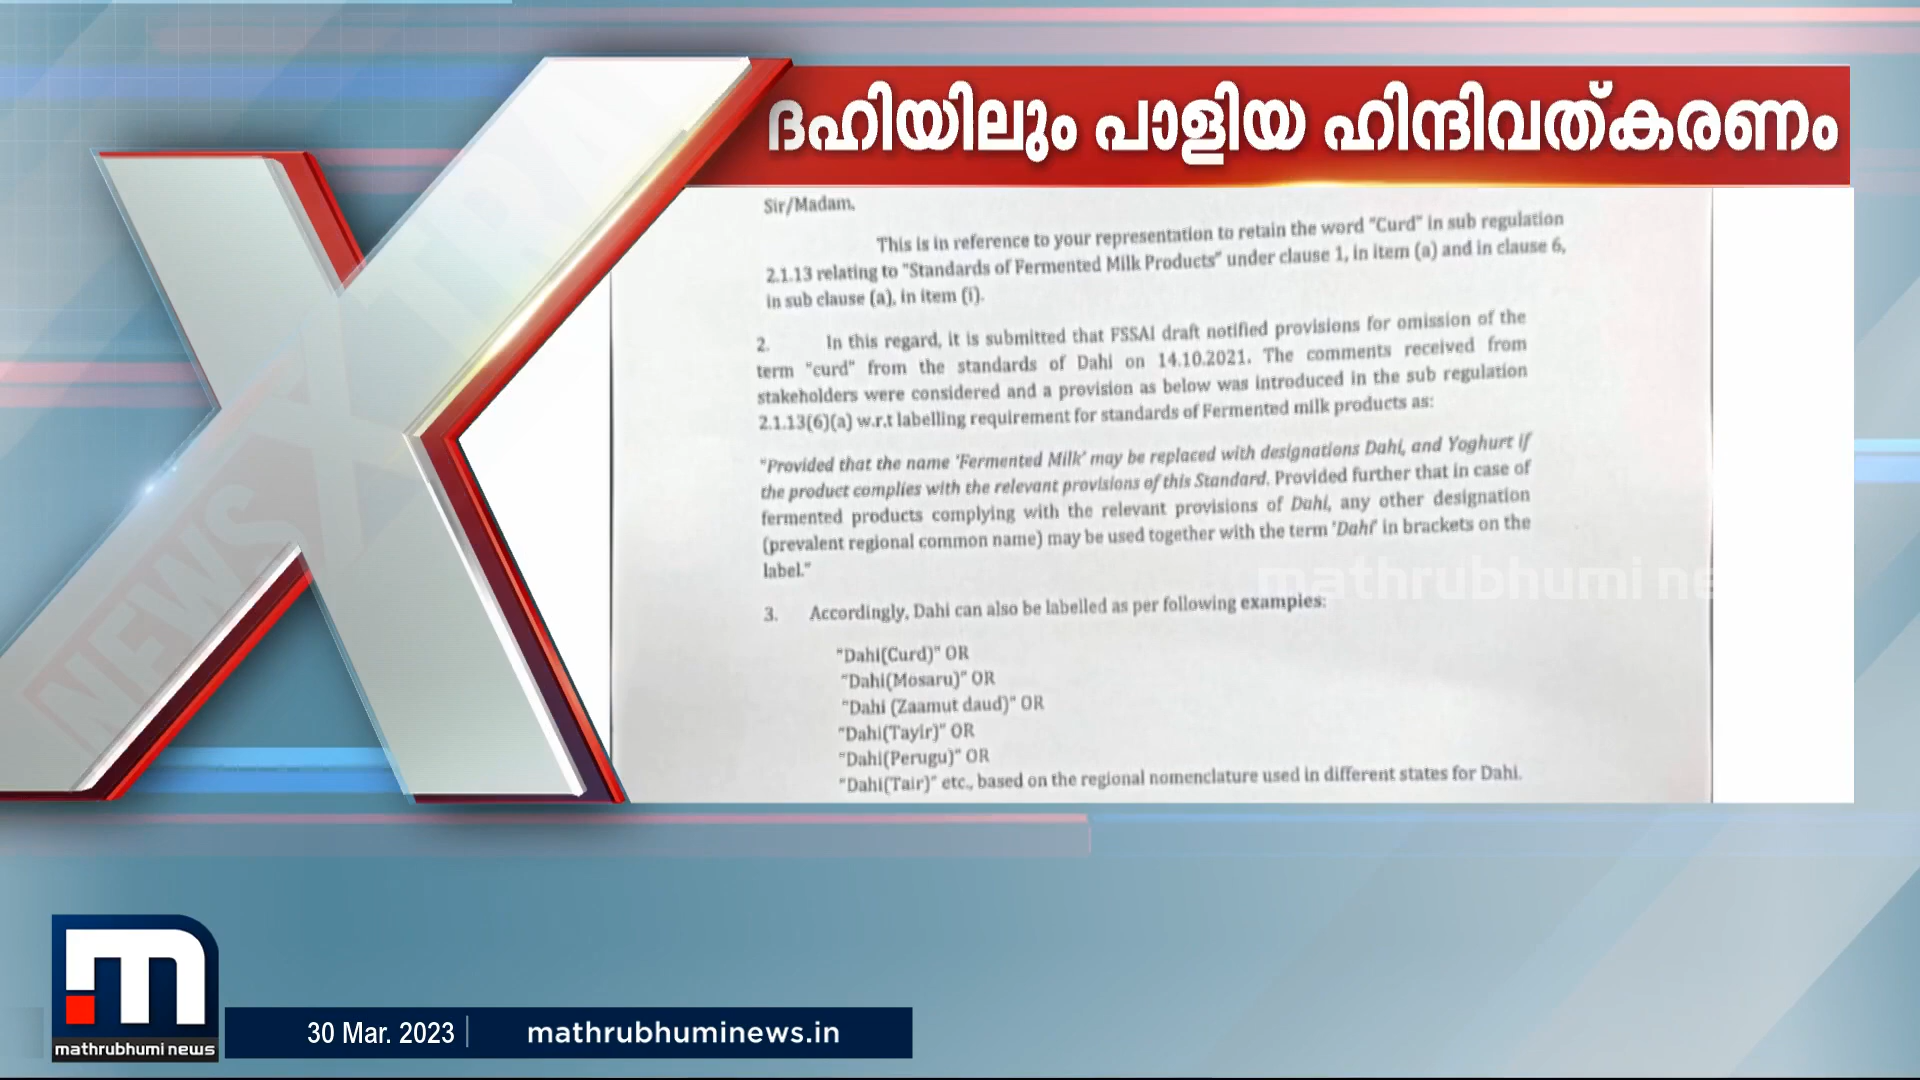 ദഹിയിലും പാളിയ ഹിന്ദിവത്കരണം
Sir/Madam,
This is in reference to your representation to retain the word "Curd" in sub regulation
2.1.13 relating to "Standards of Fermented Milk Products" under clause 1, in item (a) and in clause 6,
in sub clause (a), in item (i).
2. In this regard, it is submitted that FSSAI draft notified provisions for omission of the
term "curd" from the standards of Dahi on 14.10.2021. The comments received from
stakeholders were considered and a provision as below was introduced in the sub regulation
2.1.13(6)(a) w.r.t labelling requirement for standards of Fermented milk products as:
"Provided that the name 'Fermented Milk' may be replaced with designations Dahi, and Yoghurt if
the product complies with the relevant provisions of this Standard. Provided further that in case of
fermented products complying with the relevant provisions of Dahi, any other designation
(prevalent regional common name) may be used together with the term 'Dahi' in brackets on the
label."
mathrubhumi ne
3. Accordingly, Dahi can also be labelled as per following examples:
"Dahi(Curd)" OR
"Dahi(Mosaru)" OR
"Dahi (Zaamut daud)" OR
"Dahi(Tayir)" OR
"Dahi(Perugu)" OR
"Dahi(Tair)" etc., based on the regional nomenclature used in different states for Dahi.
NEWS XTRA
mathrubhumi news
30 Mar. 2023
mathrubhuminews.in